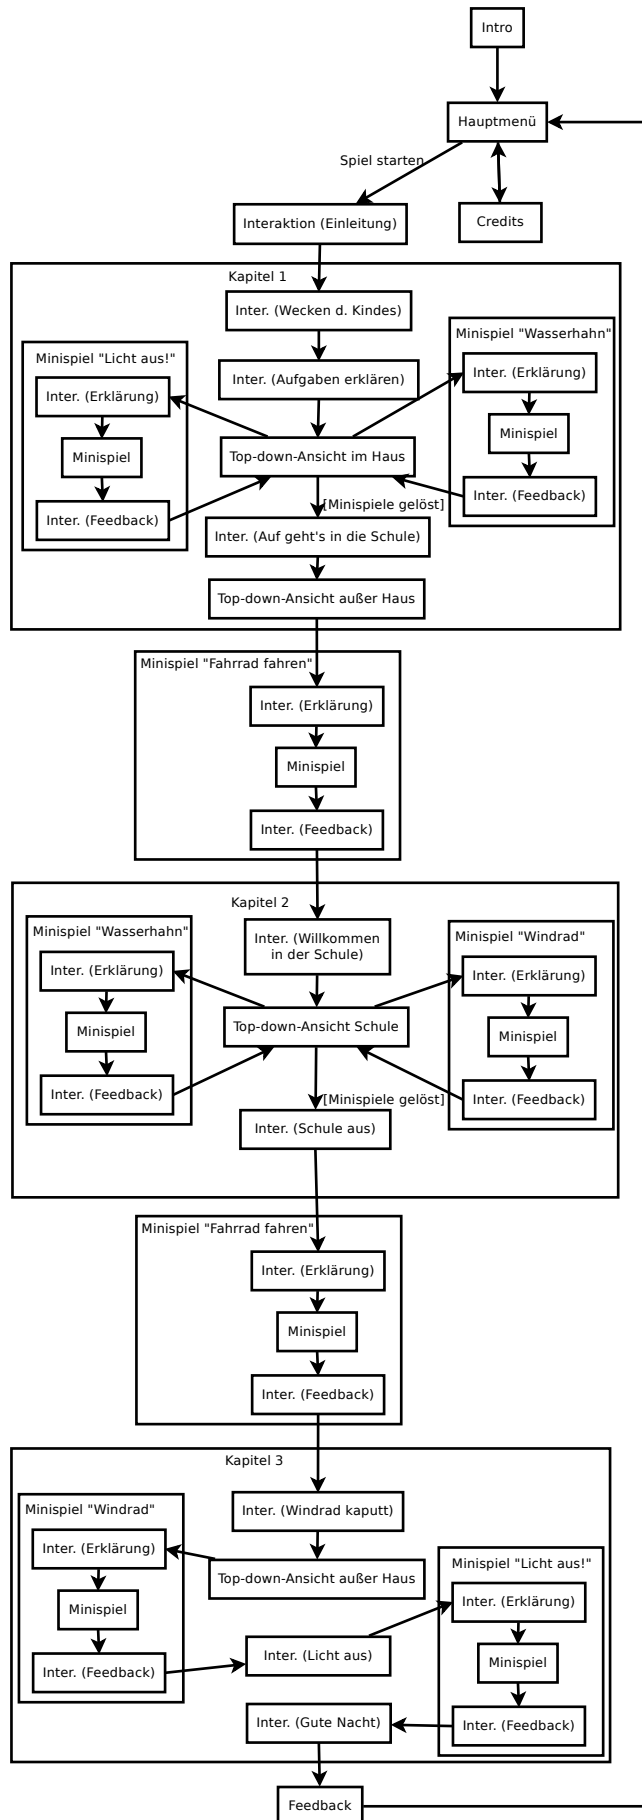 Intro
Hauptmenü
Spiel starten
Credits
Interaktion (Einleitung)
Kapitel 1
Inter. (Wecken d. Kindes)
Inter. (Aufgaben erklären)
Minispiel "Licht aus!"
Inter. (Erklärung)
Minispiel
Inter. (Feedback)
Minispiel "Wasserhahn"
Inter. (Erklärung)
Minispiel
Inter. (Feedback)
Top-down-Ansicht im Haus
[Minispiele gelöst]
Inter. (Auf geht's in die Schule)
Top-down-Ansicht außer Haus
Minispiel "Fahrrad fahren"
Inter. (Erklärung)
Minispiel
Inter. (Feedback)
Kapitel 2
Inter. (Willkommen
in der Schule)
Minispiel "Wasserhahn"
Inter. (Erklärung)
Minispiel
Inter. (Feedback)
Minispiel "Windrad"
Inter. (Erklärung)
Minispiel
Inter. (Feedback)
Top-down-Ansicht Schule
[Minispiele gelöst]
Inter. (Schule aus)
Minispiel "Fahrrad fahren"
Inter. (Erklärung)
Minispiel
Inter. (Feedback)
Kapitel 3
Inter. (Windrad kaputt)
Top-down-Ansicht außer Haus
Minispiel "Windrad"
Inter. (Erklärung)
Minispiel
Inter. (Feedback)
Inter. (Licht aus)
Minispiel "Licht aus!"
Inter. (Erklärung)
Minispiel
Inter. (Feedback)
Inter. (Gute Nacht)
Feedback